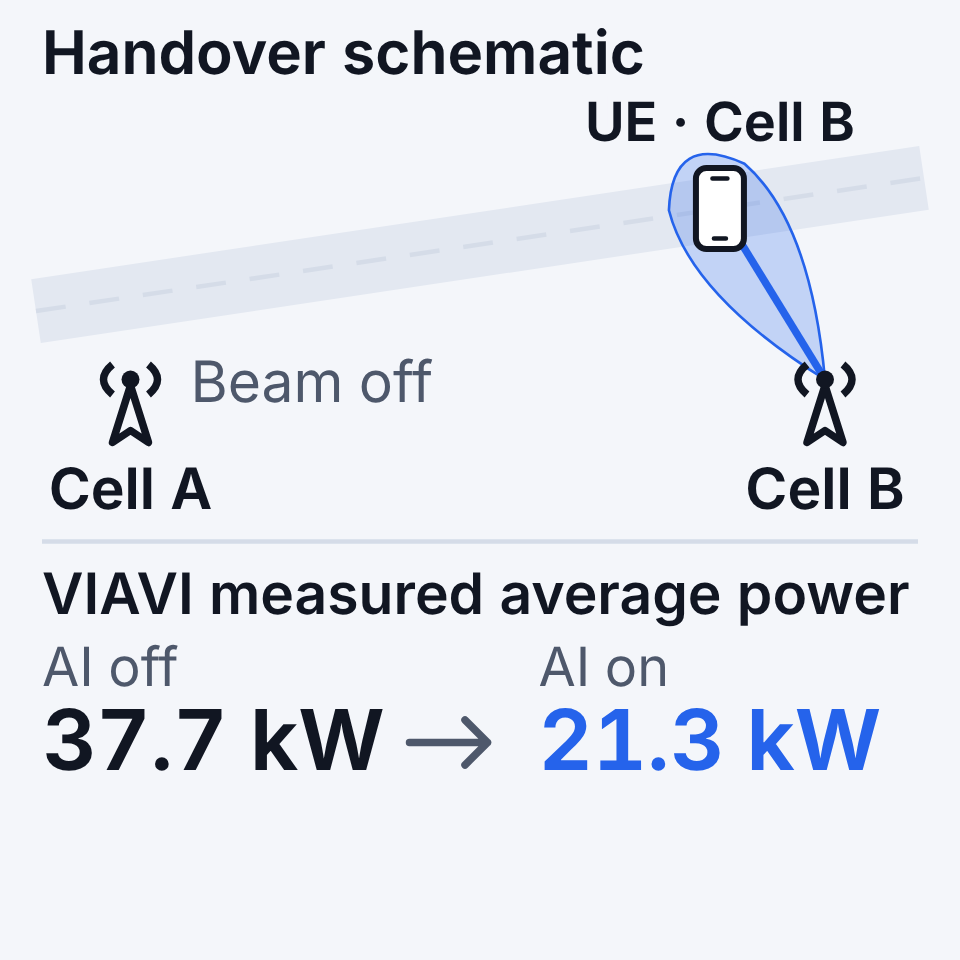 Handover schematic
UE · Cell B
Beam off
Cell A
Cell B
VIAVI measured average power
AI off
AI on
37.7 kW → 21.3 kW